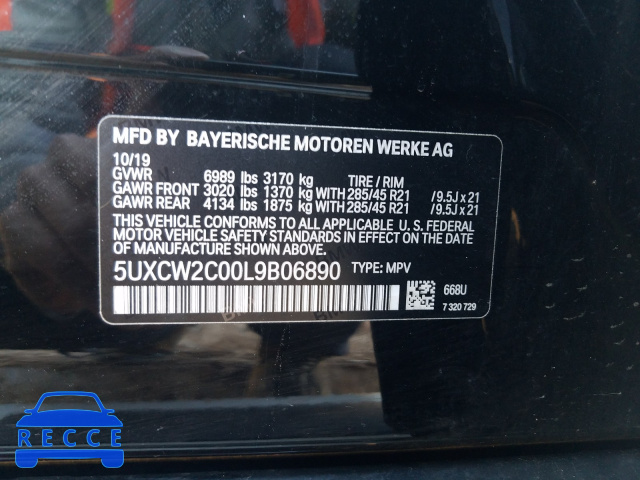 MFD BY BAYERISCHE MOTOREN WERKE AG
10/19
GVWR 6989 lbs 3170 kg TIRE / RIM
GAWR FRONT 3020 lbs 1370 kg WITH 285/45 R21 /9.5J x 21
GAWR REAR 4134 lbs 1875 kg WITH 285/45 R21 /9.5J x 21
THIS VEHICLE CONFORMS TO ALL APPLICABLE U. S. FEDERAL
MOTOR VEHICLE SAFETY STANDARDS IN EFFECT ON THE DATE
OF MANUFACTURE SHOWN ABOVE.
5UXCW2C00L9B06890 TYPE: MPV
668U
7 320 729
RECCE